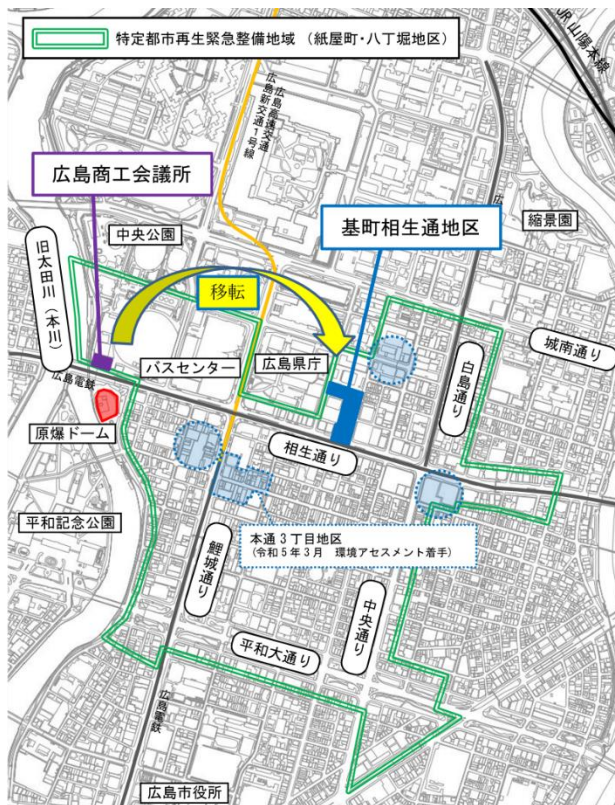 特定都市再生緊急整備地域 (紙屋町・八丁堀地区)
JR 山陽本線
広島高速交通
広島新交通1号線
広島商工会議所
基町相生通地区
縮景園
中央公園
旧太田川(本川)
移転
城南通り
白島通り
バスセンター
広島県庁
広島電鉄
原爆ドーム
相生通り
平和記念公園
本通3丁目地区
(令和5年3月 環境アセスメント着手)
鯉城通り
中央通り
平和大通り
広島電鉄
広島市役所